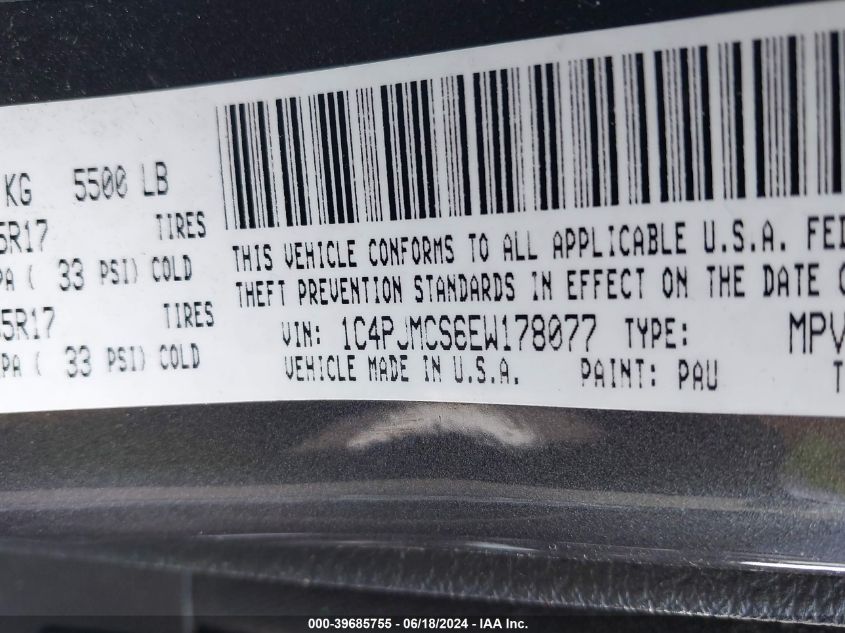 KG 5500 LB
5R17 TIRES
PA ( 33 PSI) COLD
5R17 TIRES
PA ( 33 PSI) COLD
THIS VEHICLE CONFORMS TO ALL APPLICABLE U.S.A. FED
THEFT PREVENTION STANDARDS IN EFFECT ON THE DATE
VIN: 1C4PJMCS6EW178077 TYPE: MPV
VEHICLE MADE IN U.S.A. PAINT: PAU T
000-39685755 - 06/18/2024 - IAA Inc.